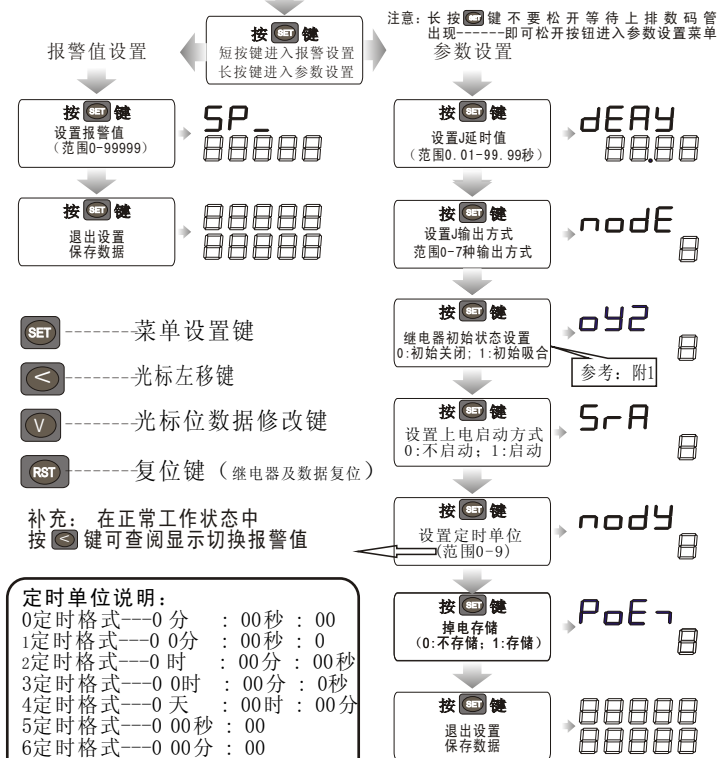 按 SET 键
短按键进入报警设置
长按键进入参数设置
注意：长按 SET 键不要松开等待上排数码管
出现------即可松开按钮进入参数设置菜单
报警值设置
按 SET 键
设置报警值
（范围0-99999）
SP_
88888
按 SET 键
退出设置
保存数据
88888
88888
SET -------菜单设置键
< -------光标左移键
V -------光标位数据修改键
RST -------复位键（继电器及数据复位）
补充： 在正常工作状态中
按 < 键可查阅显示切换报警值
定时单位说明：
0定时格式---0 分 : 00秒 : 00
1定时格式---0 0分 : 00秒 : 0
2定时格式---0 时 : 00分 : 00秒
3定时格式---0 0时 : 00分 : 0秒
4定时格式---0 天 : 00时 : 00分
5定时格式---0 00秒 : 00
6定时格式---0 00分 : 00
参数设置
按 SET 键
设置J延时值
（范围0.01-99.99秒）
dEAY
88.88
按 SET 键
设置J输出方式
范围0-7种输出方式
nodE
8
按 SET 键
继电器初始状态设置
0:初始关闭; 1:初始吸合
oY2
8
参考：附1
按 SET 键
设置上电启动方式
0:不启动; 1:启动
SrA
8
按 SET 键
设置定时单位
(范围0-9)
nodY
8
按 SET 键
掉电存储
（0:不存储; 1:存储）
PoE┐
8
按 SET 键
退出设置
保存数据
88888
88888